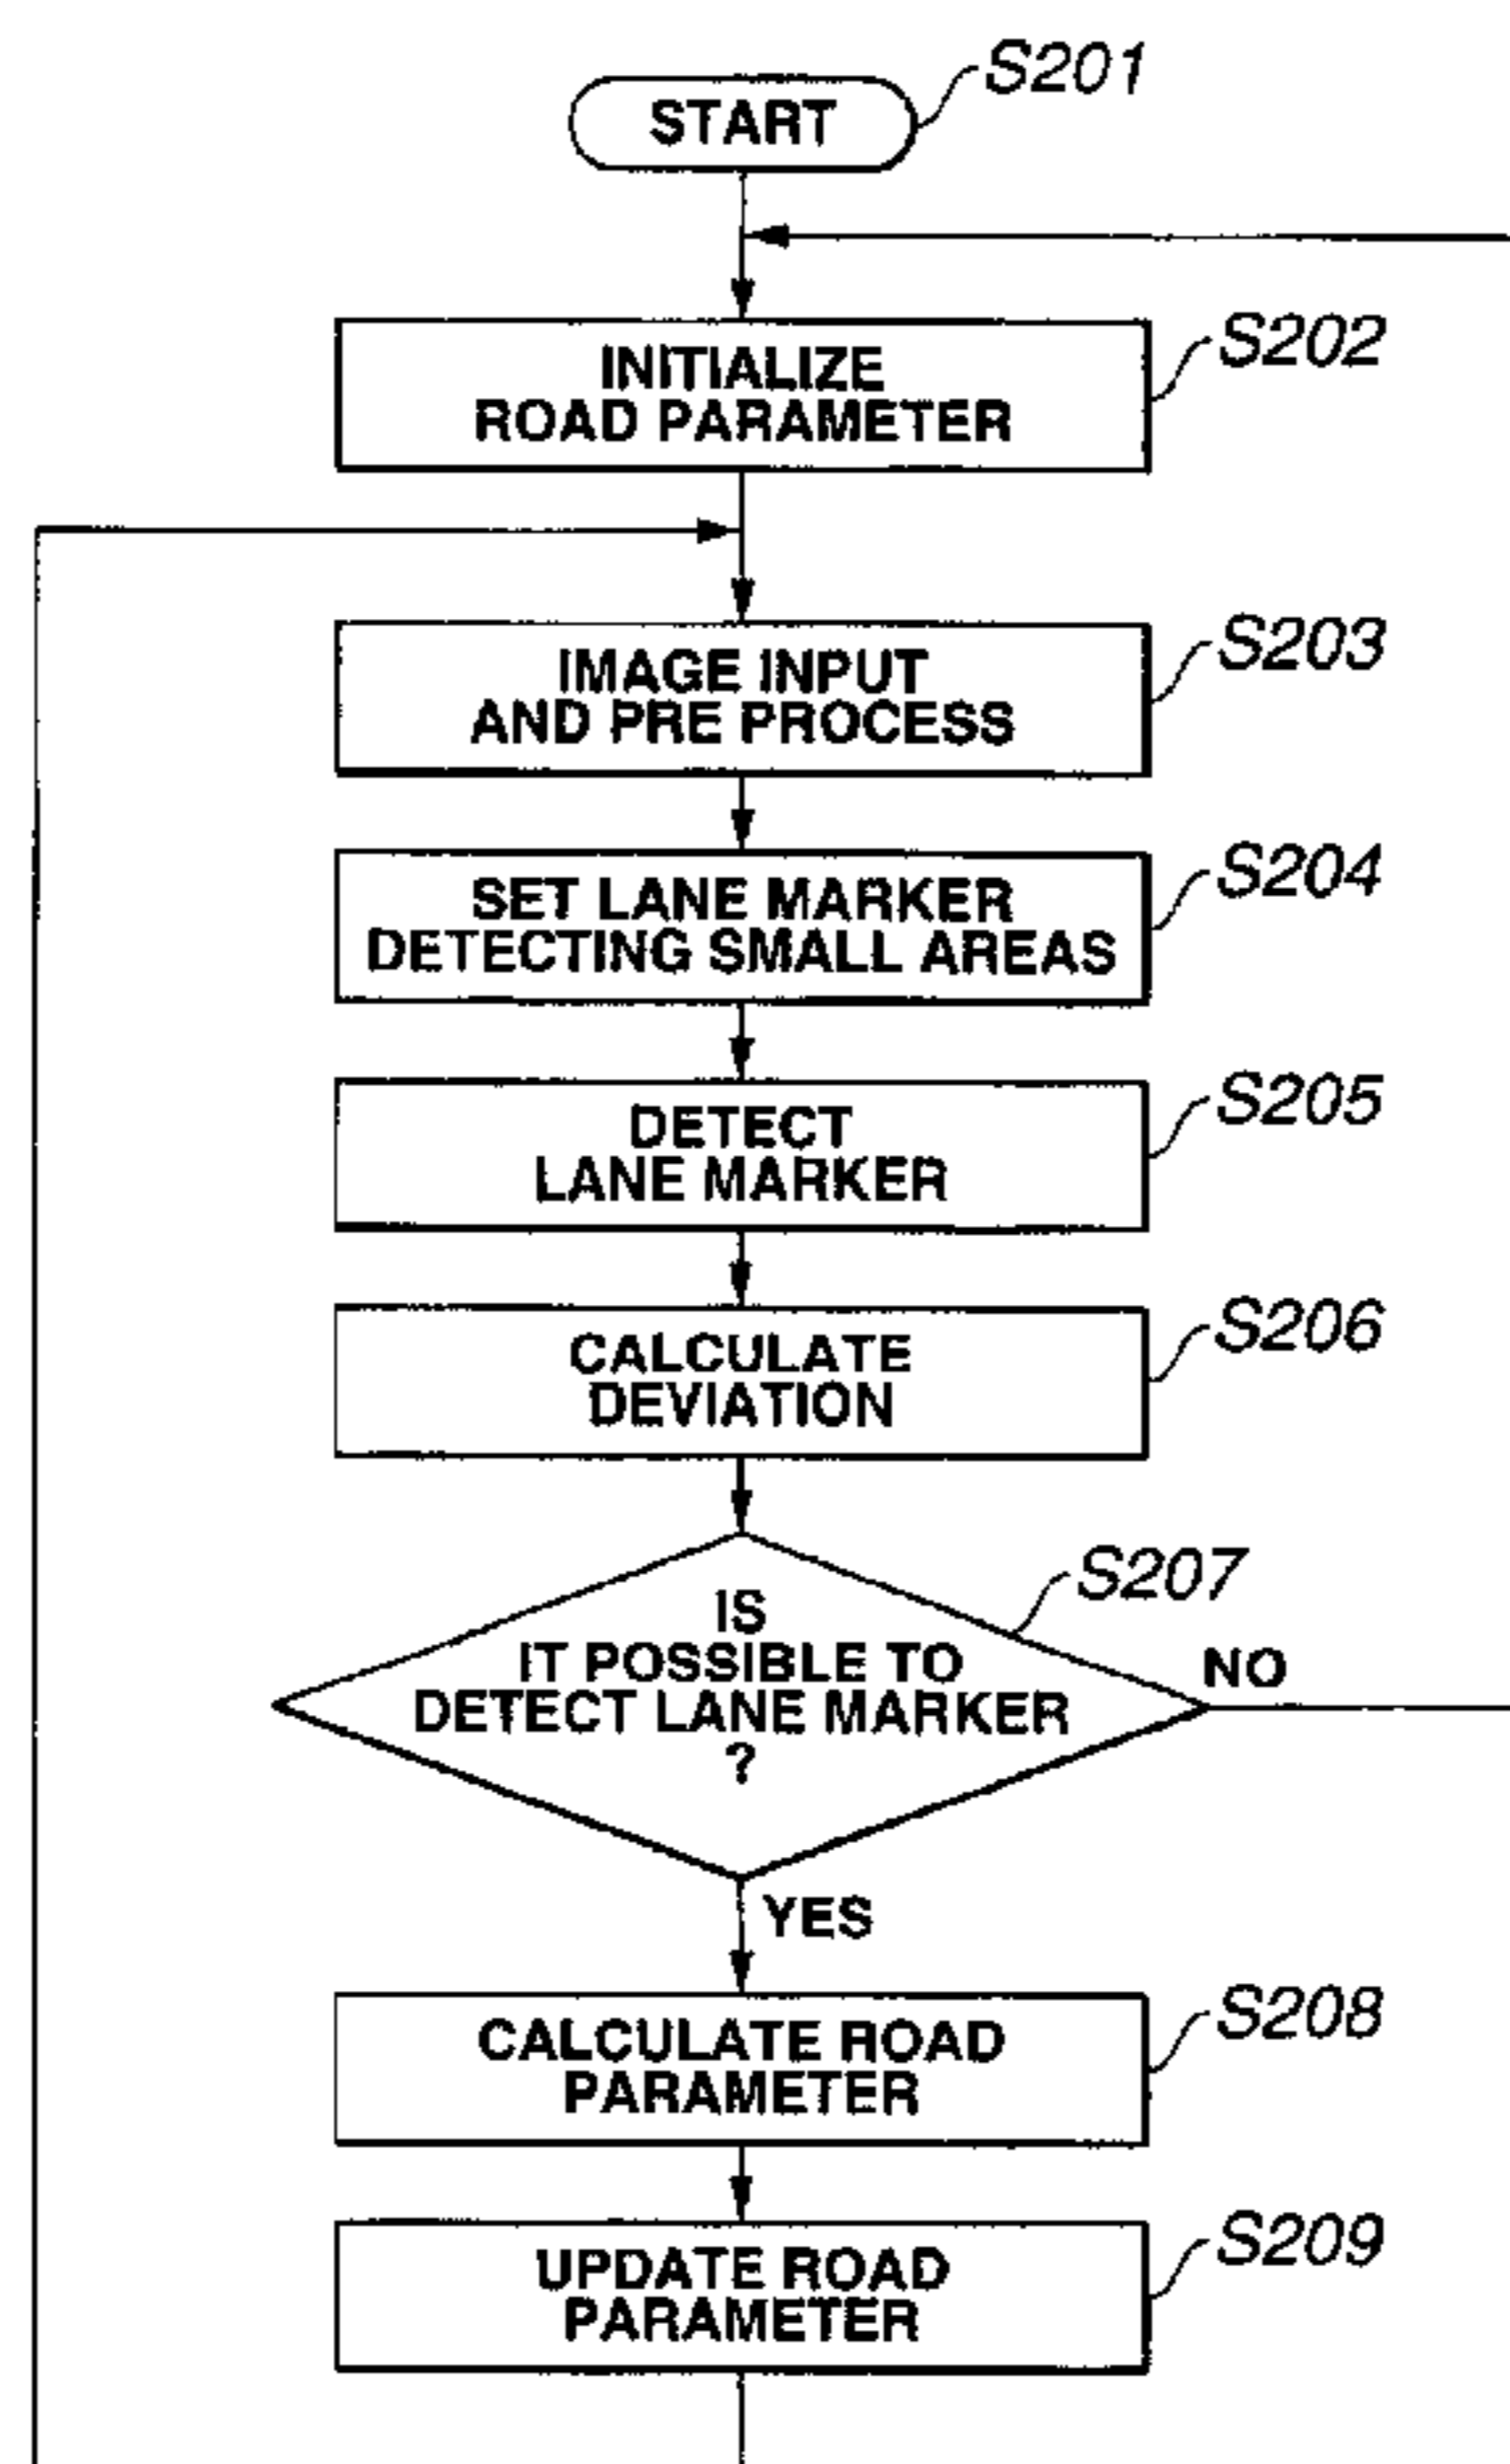 S201
START
S202
INITIALIZE
ROAD PARAMETER
S203
IMAGE INPUT
AND PRE PROCESS
S204
SET LANE MARKER
DETECTING SMALL AREAS
S205
DETECT
LANE MARKER
S206
CALCULATE
DEVIATION
S207
IS
IT POSSIBLE TO
DETECT LANE MARKER
?
NO
YES
S208
CALCULATE ROAD
PARAMETER
S209
UPDATE ROAD
PARAMETER